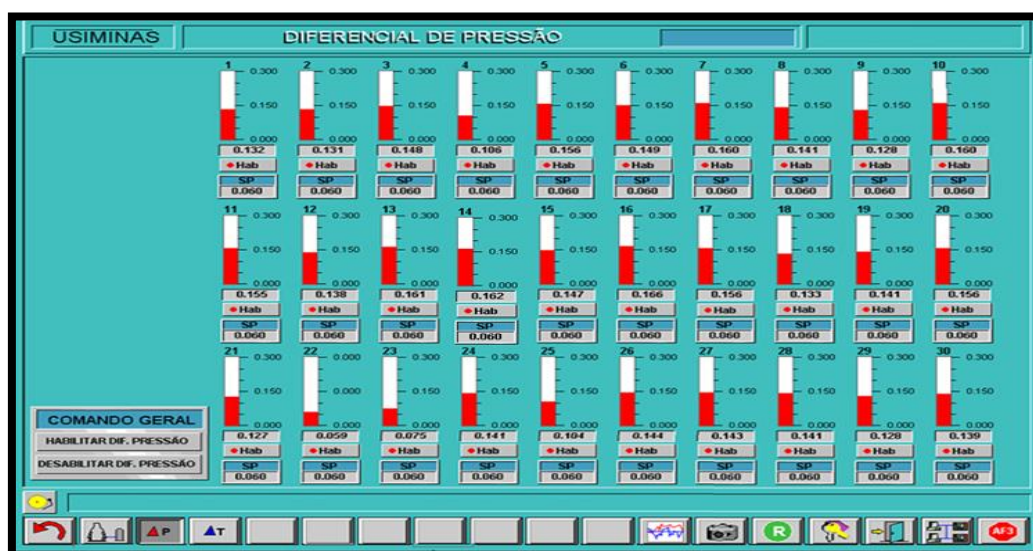 USIMINAS DIFERENCIAL DE PRESSÃO
1 2 3 4 5 6 7 8 9 10
0.300 0.300 0.300 0.300 0.300 0.300 0.300 0.300 0.300 0.300
0.150 0.150 0.150 0.150 0.150 0.150 0.150 0.150 0.150 0.150
0.000 0.000 0.000 0.000 0.000 0.000 0.000 0.000 0.000 0.000
0.132 0.131 0.148 0.106 0.156 0.149 0.160 0.141 0.128 0.160
Hab Hab Hab Hab Hab Hab Hab Hab Hab Hab
SP SP SP SP SP SP SP SP SP SP
0.060 0.060 0.060 0.060 0.060 0.060 0.060 0.060 0.060 0.060
11 12 13 14 15 16 17 18 19 20
0.300 0.300 0.300 0.300 0.300 0.300 0.300 0.300 0.300 0.300
0.150 0.150 0.150 0.150 0.150 0.150 0.150 0.150 0.150 0.150
0.000 0.000 0.000 0.000 0.000 0.000 0.000 0.000 0.000 0.000
0.155 0.138 0.161 0.162 0.147 0.166 0.156 0.133 0.141 0.156
Hab Hab Hab Hab Hab Hab Hab Hab Hab Hab
SP SP SP SP SP SP SP SP SP SP
0.060 0.060 0.060 0.060 0.060 0.060 0.060 0.060 0.060 0.060
21 22 23 24 25 26 27 28 29 30
0.300 0.000 0.300 0.300 0.300 0.300 0.300 0.300 0.300 0.300
0.150 0.000 0.150 0.150 0.150 0.150 0.150 0.150 0.150 0.150
0.000 0.000 0.000 0.000 0.000 0.000 0.000 0.000 0.000 0.000
0.127 0.059 0.075 0.141 0.104 0.144 0.143 0.141 0.128 0.139
Hab Hab Hab Hab Hab Hab Hab Hab Hab Hab
SP SP SP SP SP SP SP SP SP SP
0.060 0.060 0.060 0.060 0.060 0.060 0.060 0.060 0.060 0.060
COMANDO GERAL
HABILITAR DIF. PRESSÃO
DESABILITAR DIF. PRESSÃO
P T R AF3